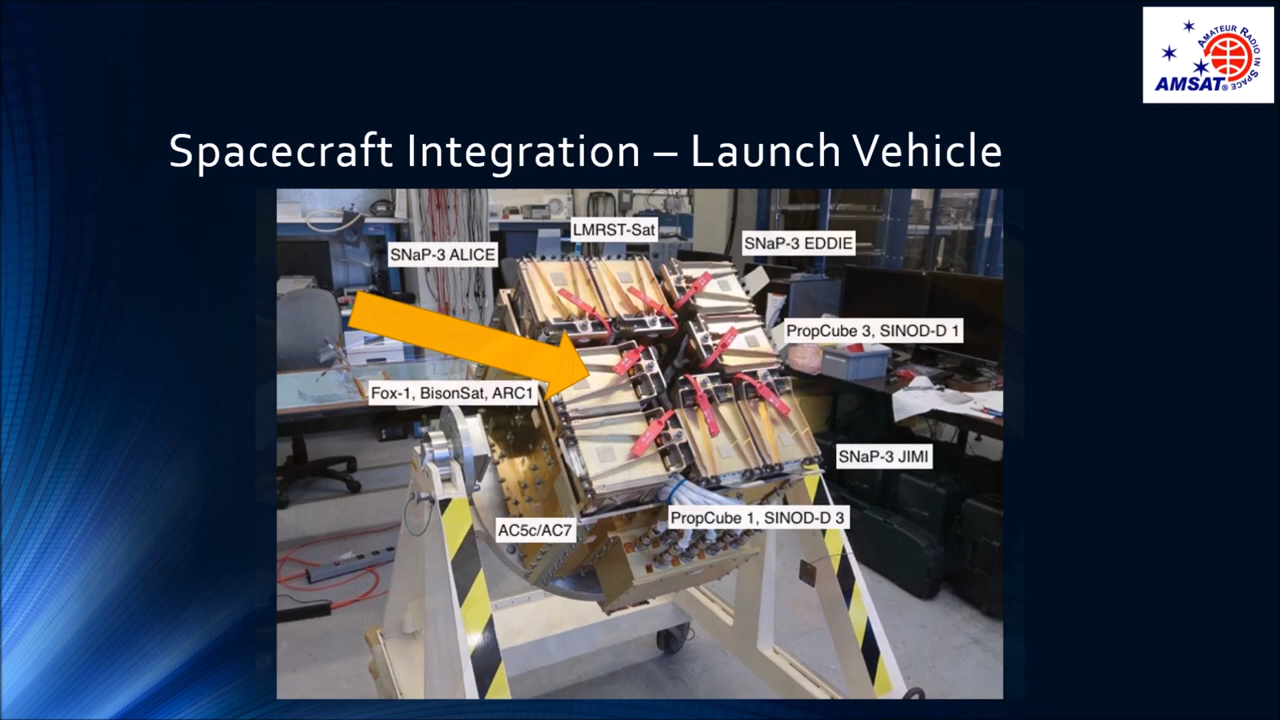 AMATEUR RADIO IN SPACE
AMSAT®
Spacecraft Integration – Launch Vehicle
LMRST-Sat
SNaP-3 ALICE
SNaP-3 EDDIE
PropCube 3, SINOD-D 1
Fox-1, BisonSat, ARC1
SNaP-3 JIMI
PropCube 1, SINOD-D 3
AC5c/AC7